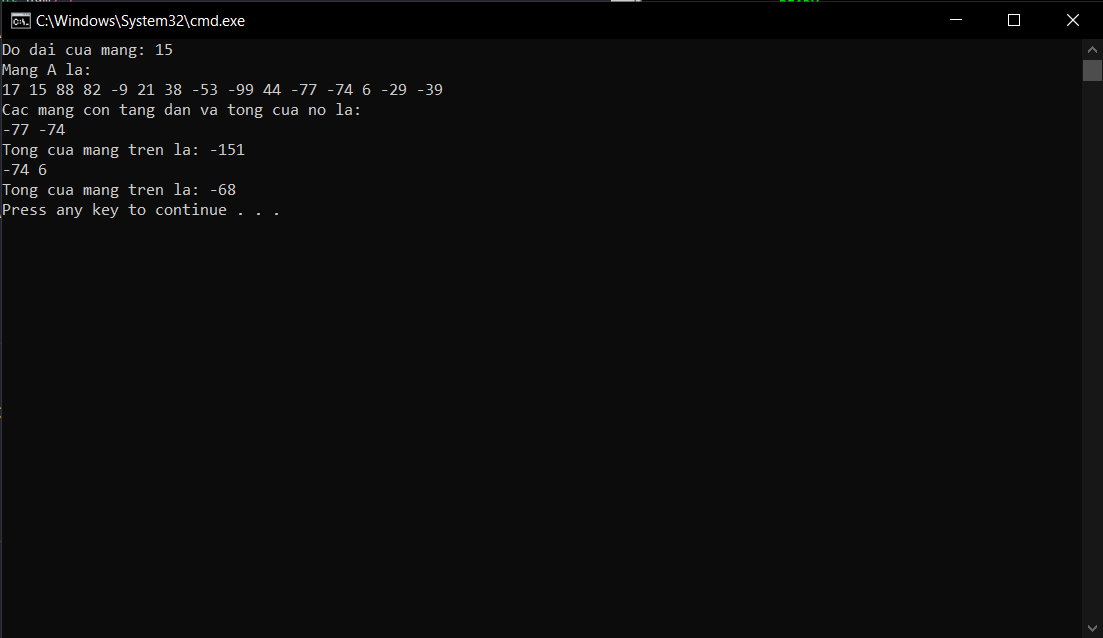 C:\Windows\System32\cmd.exe
Do dai cua mang: 15
Mang A la:
17 15 88 82 -9 21 38 -53 -99 44 -77 -74 6 -29 -39
Cac mang con tang dan va tong cua no la:
-77 -74
Tong cua mang tren la: -151
-74 6
Tong cua mang tren la: -68
Press any key to continue . . .